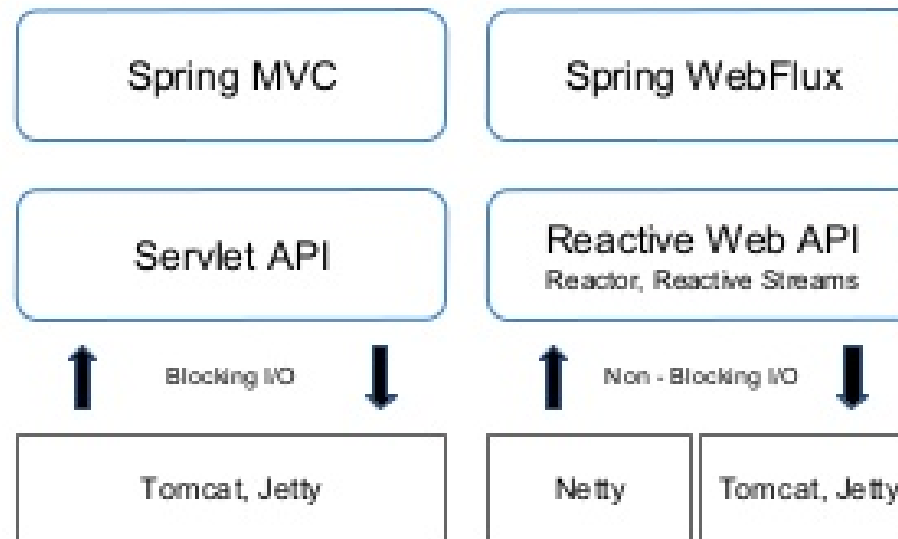 Spring MVC
Spring WebFlux
Servlet API
Reactive Web API
Reactor, Reactive Streams
Blocking I/O
Non - Blocking I/O
Tomcat, Jetty
Netty
Tomcat, Jetty